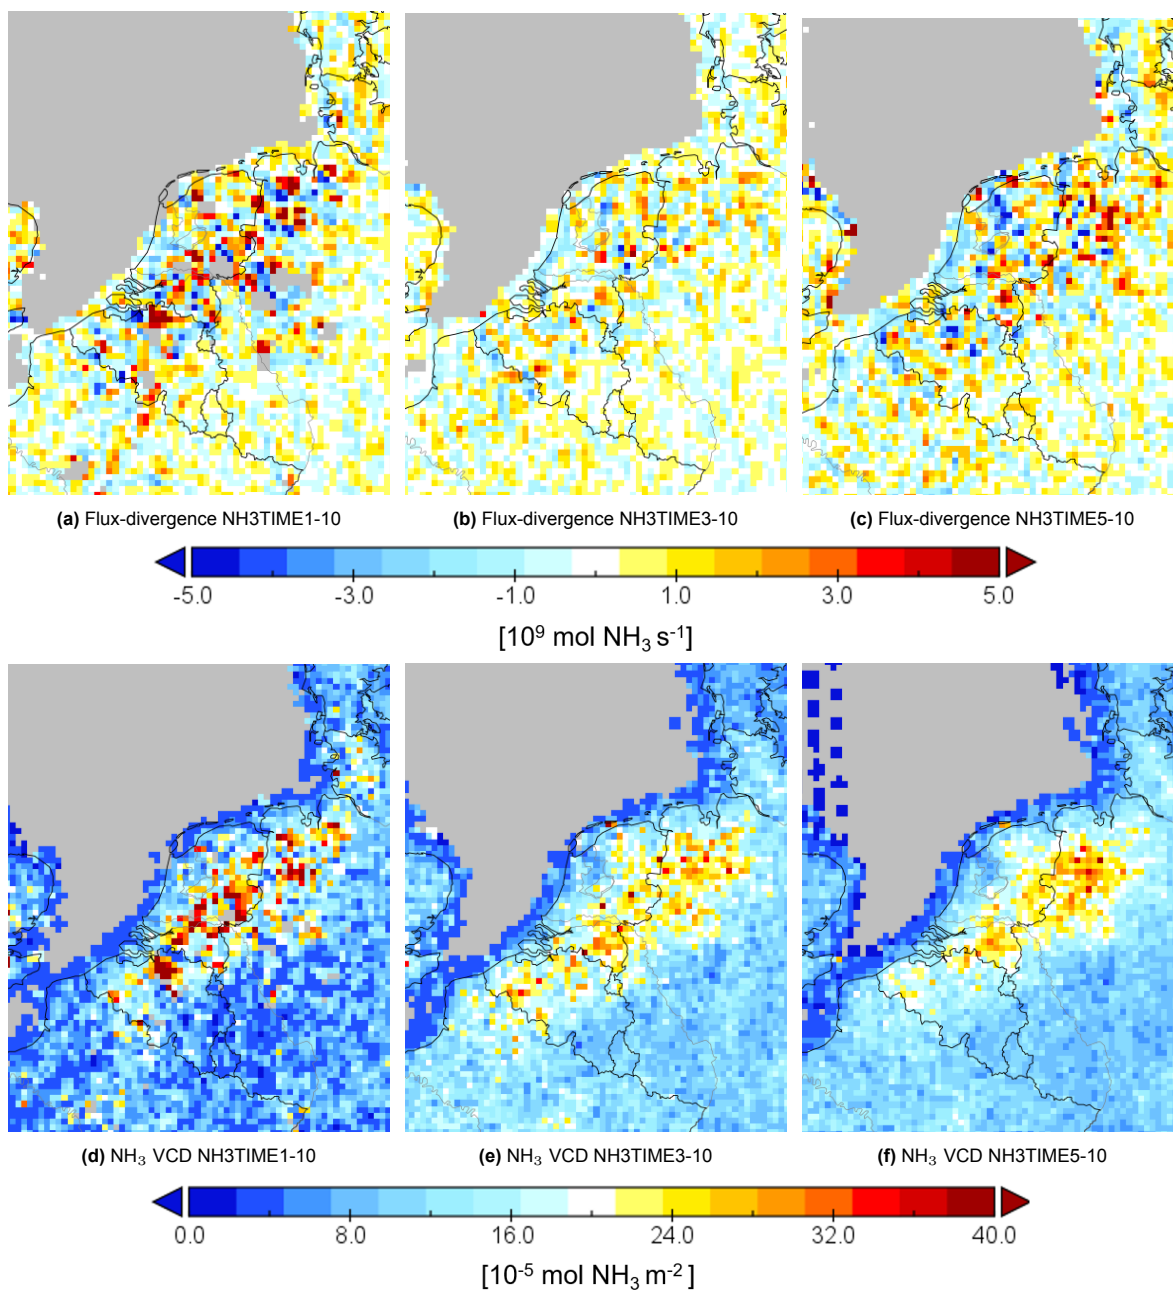 (a) Flux-divergence NH3TIME1-10
(b) Flux-divergence NH3TIME3-10
(c) Flux-divergence NH3TIME5-10
-5.0 -3.0 -1.0 1.0 3.0 5.0
[10⁹ mol NH₃ s⁻¹]
(d) NH₃ VCD NH3TIME1-10
(e) NH₃ VCD NH3TIME3-10
(f) NH₃ VCD NH3TIME5-10
0.0 8.0 16.0 24.0 32.0 40.0
[10⁻⁵ mol NH₃ m⁻²]